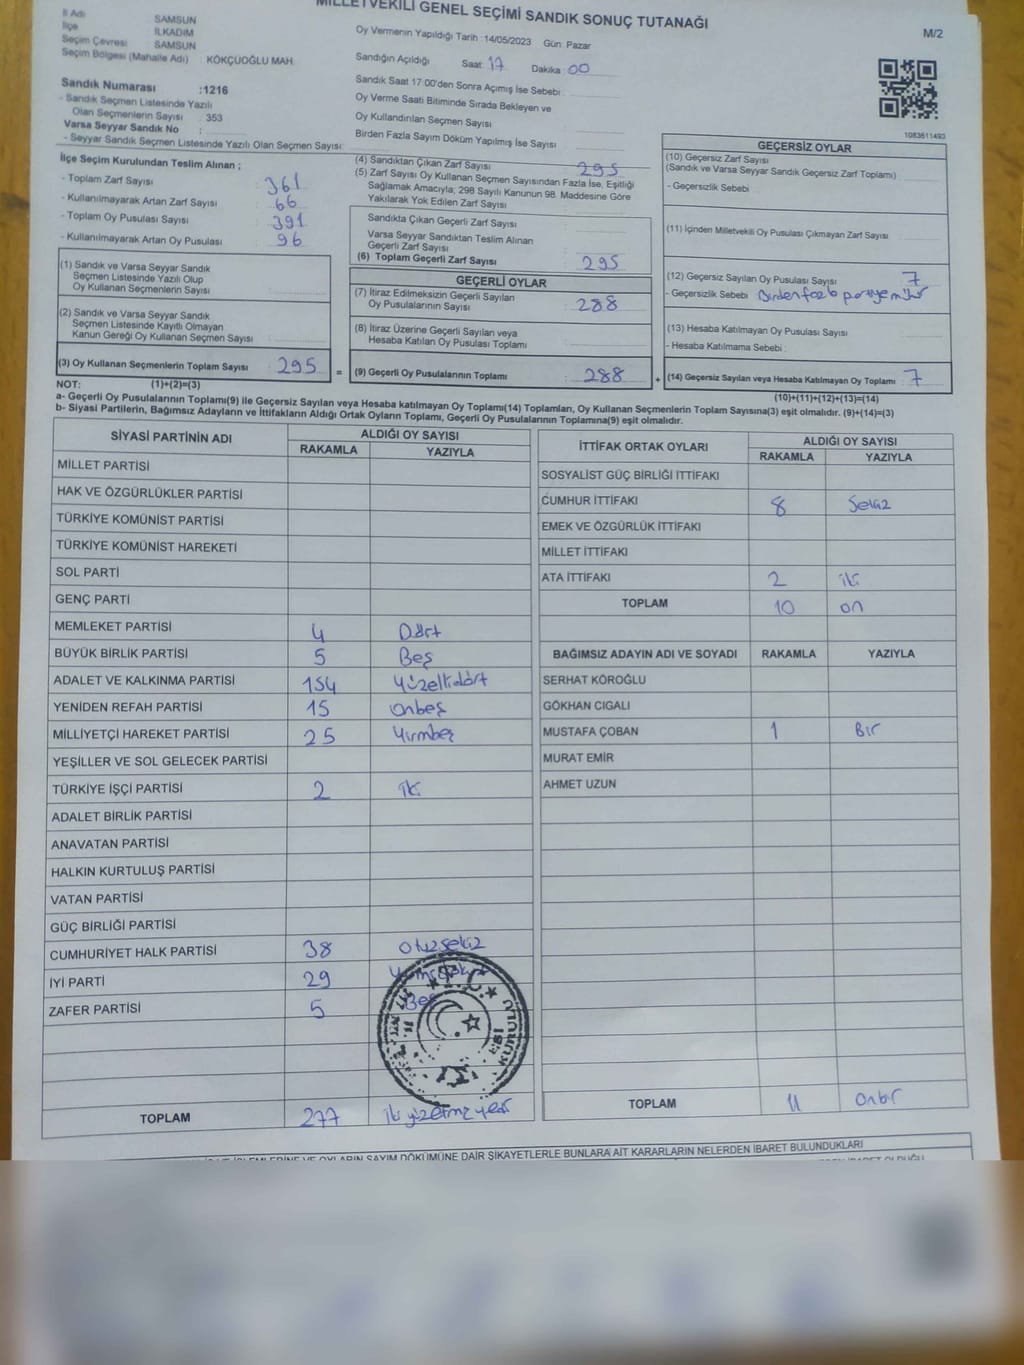 MİLLETVEKİLİ GENEL SEÇİMİ SANDIK SONUÇ TUTANAĞI
M/2
İl Adı SAMSUN
İlçe İLKADIM
Seçim Çevresi SAMSUN
Seçim Bölgesi (Mahalle Adı) : KÖKÇÜOĞLU MAH.
Sandık Numarası :1216
- Sandık Seçmen Listesinde Yazılı
Olan Seçmenlerin Sayısı : 353
Varsa Seyyar Sandık No :
- Seyyar Sandık Seçmen Listesinde Yazılı Olan Seçmen Sayısı :
Oy Vermenin Yapıldığı Tarih :14/05/2023 Gün: Pazar
Sandığın Açıldığı Saat: 17 Dakika: 00
Sandık Saat 17:00'den Sonra Açımış İse Sebebi :
Oy Verme Saati Bitiminde Sırada Bekleyen ve
Oy Kullandırılan Seçmen Sayısı :
Birden Fazla Sayım Döküm Yapılmış İse Sayısı :
1083811493
İlçe Seçim Kurulundan Teslim Alınan ;
- Toplam Zarf Sayısı : 361
- Kullanılmayarak Artan Zarf Sayısı : 66
- Toplam Oy Pusulası Sayısı : 391
- Kullanılmayarak Artan Oy Pusulası : 96
(1) Sandık ve Varsa Seyyar Sandık
Seçmen Listesinde Yazılı Olup
Oy Kullanan Seçmenlerin Sayısı :
(2) Sandık ve Varsa Seyyar Sandık
Seçmen Listesinde Kayıtlı Olmayan
Kanun Gereği Oy Kullanan Seçmen Sayısı :
(3) Oy Kullanan Seçmenlerin Toplam Sayısı : 295 =
(4) Sandıktan Çıkan Zarf Sayısı : 295
(5) Zarf Sayısı Oy Kullanan Seçmen Sayısından Fazla İse, Eşitliği
Sağlamak Amacıyla; 298 Sayılı Kanunun 98. Maddesine Göre
Yakılarak Yok Edilen Zarf Sayısı :
Sandıkta Çıkan Geçerli Zarf Sayısı :
Varsa Seyyar Sandıktan Teslim Alınan
Geçerli Zarf Sayısı :
(6) Toplam Geçerli Zarf Sayısı : 295
GEÇERLİ OYLAR
(7) İtiraz Edilmeksizin Geçerli Sayılan
Oy Pusulalarının Sayısı : 288
(8) İtiraz Üzerine Geçerli Sayılan veya
Hesaba Katılan Oy Pusulası Toplamı :
(9) Geçerli Oy Pusulalarının Toplamı : 288 +
GEÇERSİZ OYLAR
(10) Geçersiz Zarf Sayısı
(Sandık ve Varsa Seyyar Sandık Geçersiz Zarf Toplamı) :
- Geçersizlik Sebebi :
(11) İçinden Milletvekili Oy Pusulası Çıkmayan Zarf Sayısı :
(12) Geçersiz Sayılan Oy Pusulası Sayısı : 7
- Geçersizlik Sebebi : Birden fazla partiye mühür
(13) Hesaba Katılmayan Oy Pusulası Sayısı :
- Hesaba Katılmama Sebebi :
(14) Geçersiz Sayılan veya Hesaba Katılmayan Oy Toplamı : 7
NOT: (1)+(2)=(3) (10)+(11)+(12)+(13)=(14)
a- Geçerli Oy Pusulalarının Toplamı(9) ile Geçersiz Sayılan veya Hesaba katılmayan Oy Toplamı(14) Toplamları, Oy Kullanan Seçmenlerin Toplam Sayısına(3) eşit olmalıdır. (9)+(14)=(3)
b- Siyasi Partilerin, Bağımsız Adayların ve İttifakların Aldığı Ortak Oyların Toplamı, Geçerli Oy Pusulalarının Toplamına(9) eşit olmalıdır.
SİYASİ PARTİNİN ADI ALDIĞI OY SAYISI
RAKAMLA YAZIYLA
MİLLET PARTİSİ
HAK VE ÖZGÜRLÜKLER PARTİSİ
TÜRKİYE KOMÜNİST PARTİSİ
TÜRKİYE KOMÜNİST HAREKETİ
SOL PARTİ
GENÇ PARTİ
MEMLEKET PARTİSİ 4 Dört
BÜYÜK BİRLİK PARTİSİ 5 Beş
ADALET VE KALKINMA PARTİSİ 154 Yüzellidört
YENİDEN REFAH PARTİSİ 15 onbeş
MİLLİYETÇİ HAREKET PARTİSİ 25 Yirmbeş
YEŞİLLER VE SOL GELECEK PARTİSİ
TÜRKİYE İŞÇİ PARTİSİ 2 iki
ADALET BİRLİK PARTİSİ
ANAVATAN PARTİSİ
HALKIN KURTULUŞ PARTİSİ
VATAN PARTİSİ
GÜÇ BİRLİĞİ PARTİSİ
CUMHURİYET HALK PARTİSİ 38 otuzsekiz
İYİ PARTİ 29
ZAFER PARTİSİ 5 Beş
TOPLAM 277 iki yüzetmiş yedi
İTTİFAK ORTAK OYLARI ALDIĞI OY SAYISI
RAKAMLA YAZIYLA
SOSYALİST GÜÇ BİRLİĞİ İTTİFAKI
CUMHUR İTTİFAKI 8 Sekiz
EMEK VE ÖZGÜRLÜK İTTİFAKI
MİLLET İTTİFAKI
ATA İTTİFAKI 2 iki
TOPLAM 10 on
BAĞIMSIZ ADAYIN ADI VE SOYADI RAKAMLA YAZIYLA
SERHAT KÖROĞLU
GÖKHAN CIGALI
MUSTAFA ÇOBAN 1 Bir
MURAT EMİR
AHMET UZUN
TOPLAM 11 Onbir
T.C.
KURULU
VE İŞLEMLERİNE VE OYLARIN SAYIM DÖKÜMÜNE DAİR ŞİKAYETLERLE BUNLARA AİT KARARLARIN NELERDEN İBARET BULUNDUKLARI